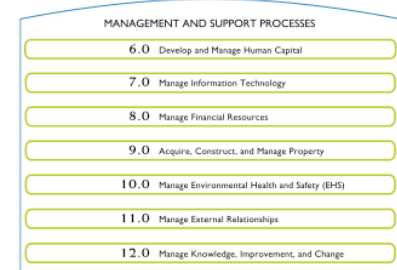 MANAGEMENT AND SUPPORT PROCESSES
6.0 Develop and Manage Human Capital
7.0 Manage Information Technology
8.0 Manage Financial Resources
9.0 Acquire, Construct, and Manage Property
10.0 Manage Environmental Health and Safety (EHS)
11.0 Manage External Relationships
12.0 Manage Knowledge, Improvement, and Change